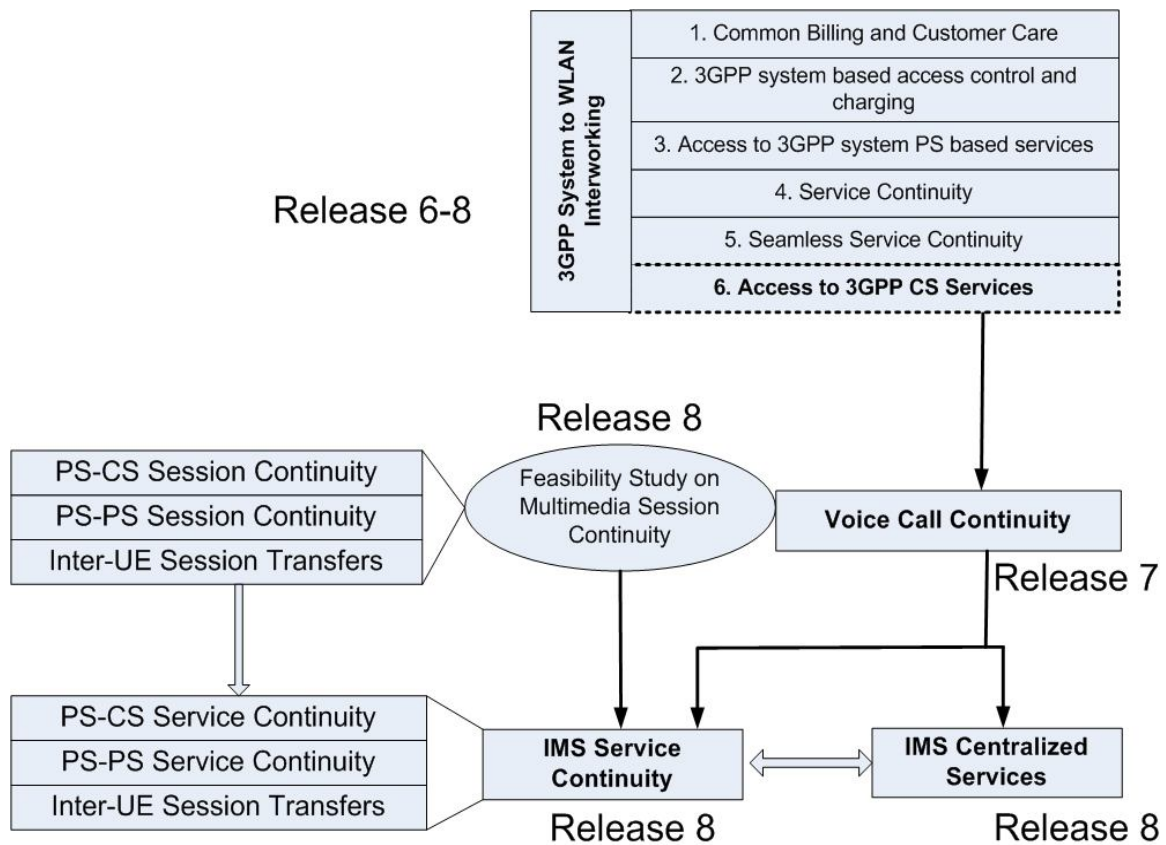 3GPP System to WLAN
Interworking
1. Common Billing and Customer Care
2. 3GPP system based access control and
charging
3. Access to 3GPP system PS based services
4. Service Continuity
5. Seamless Service Continuity
6. Access to 3GPP CS Services
Release 6-8
Release 8
PS-CS Session Continuity
PS-PS Session Continuity
Inter-UE Session Transfers
Feasibility Study on
Multimedia Session
Continuity
Voice Call Continuity
Release 7
PS-CS Service Continuity
PS-PS Service Continuity
Inter-UE Session Transfers
IMS Service
Continuity
IMS Centralized
Services
Release 8
Release 8